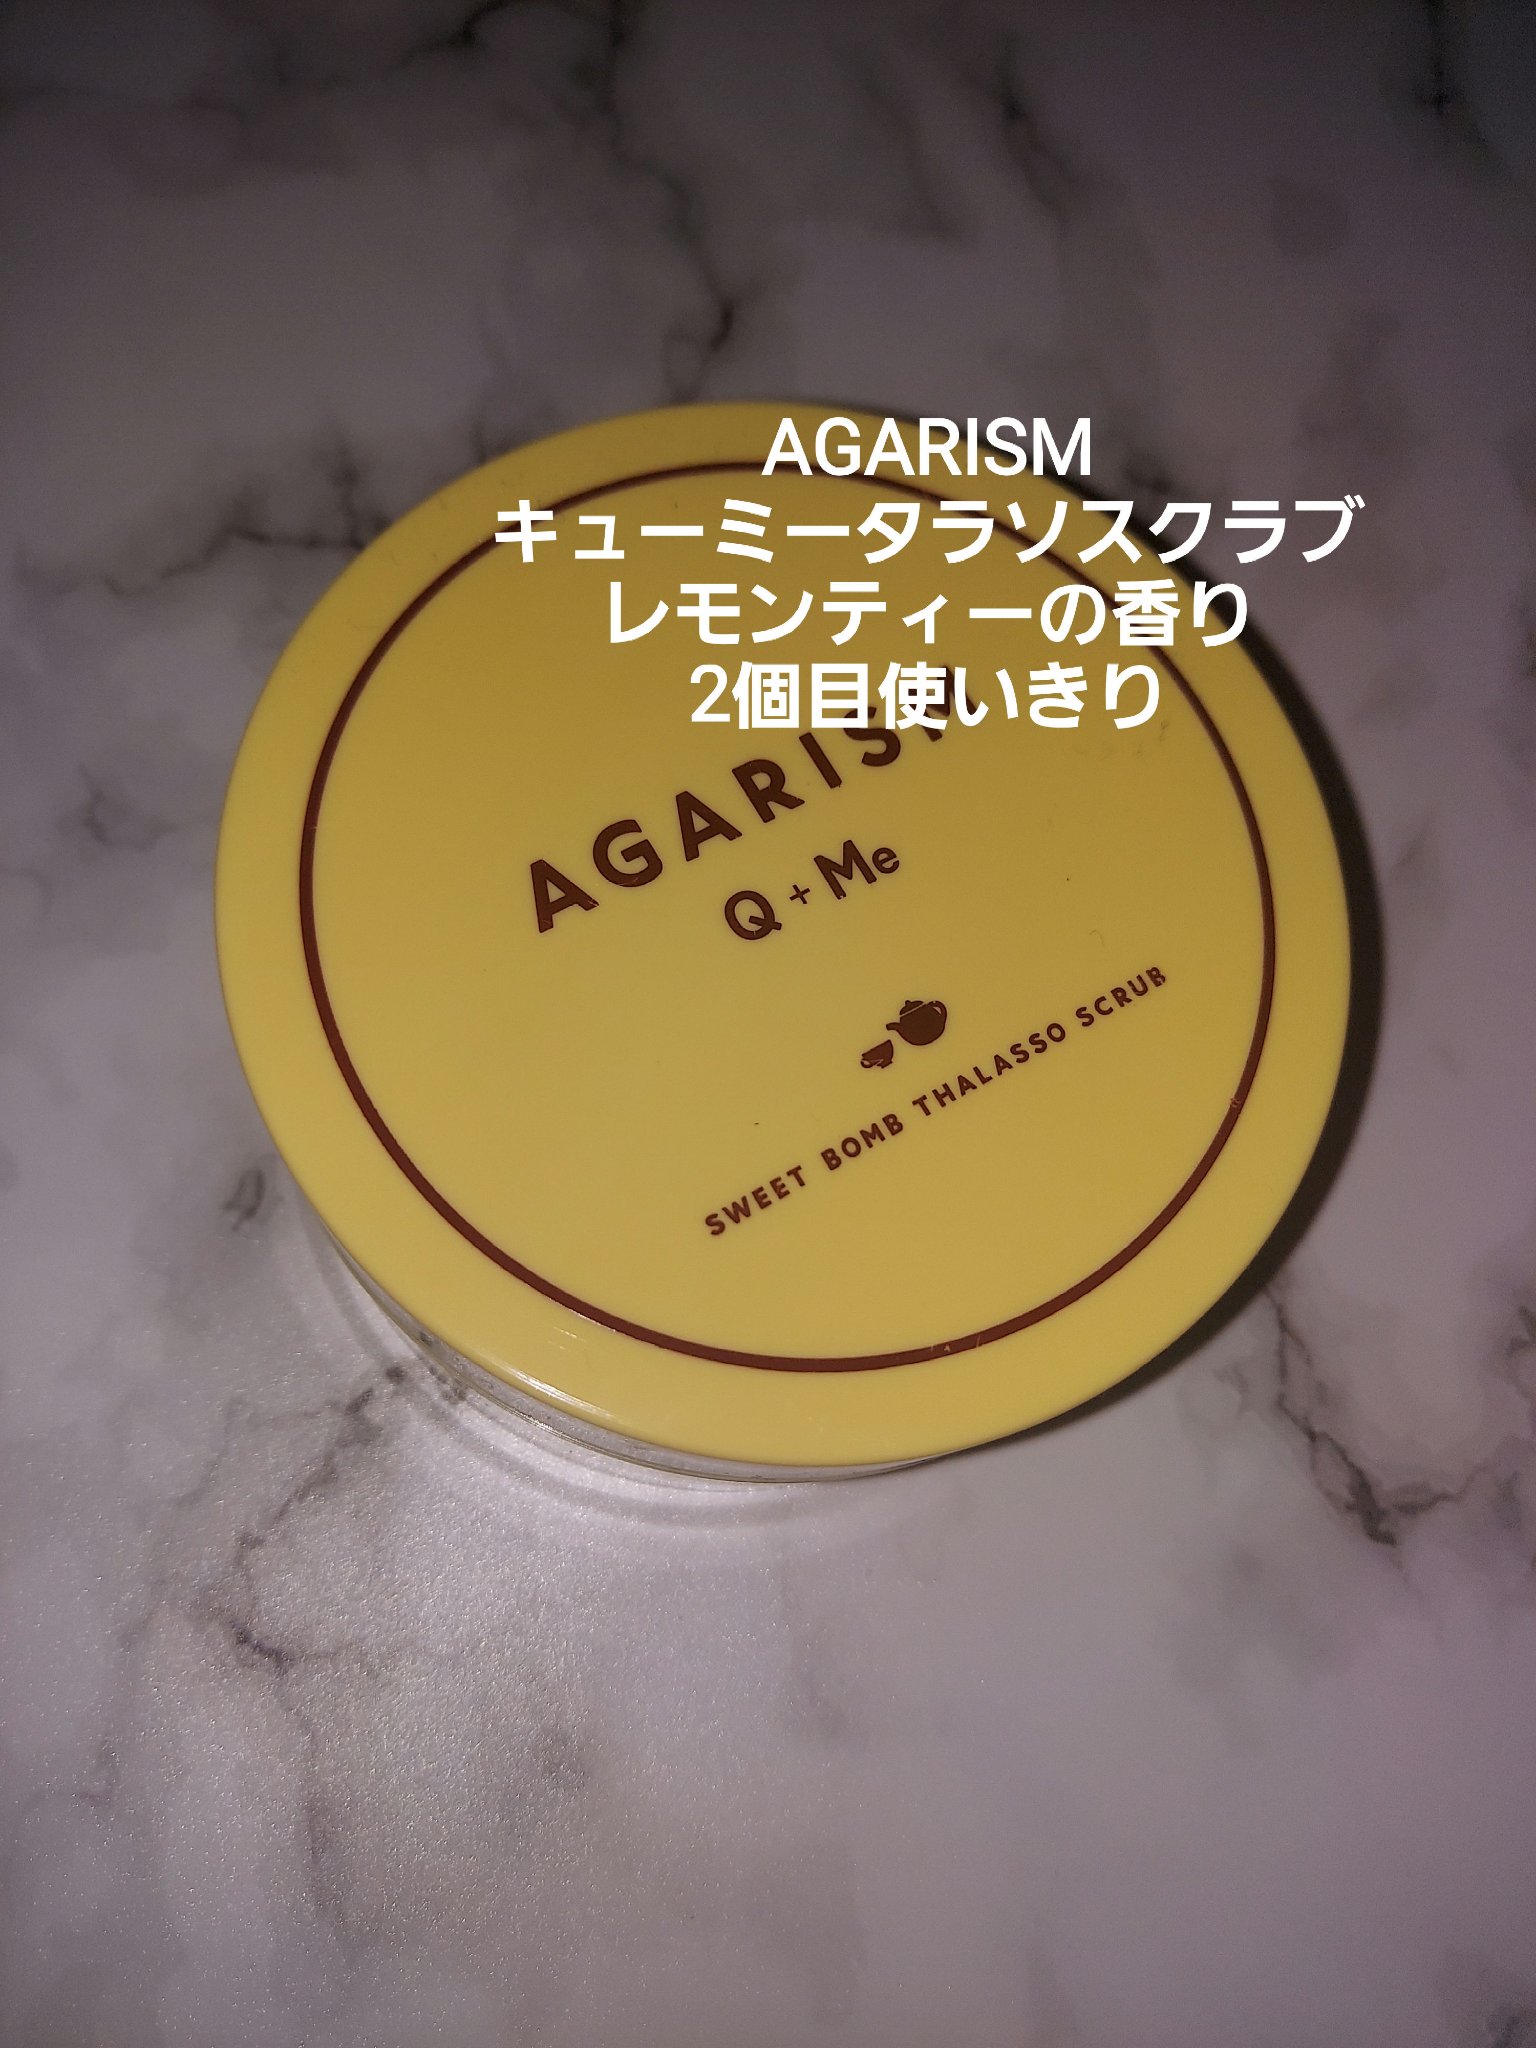 AGARISM
キューミータラソスクラブ
レモンティーの香り
2個目使いきり
AGARISM
Q + Me
SWEET BOMB THALASSO SCRUB